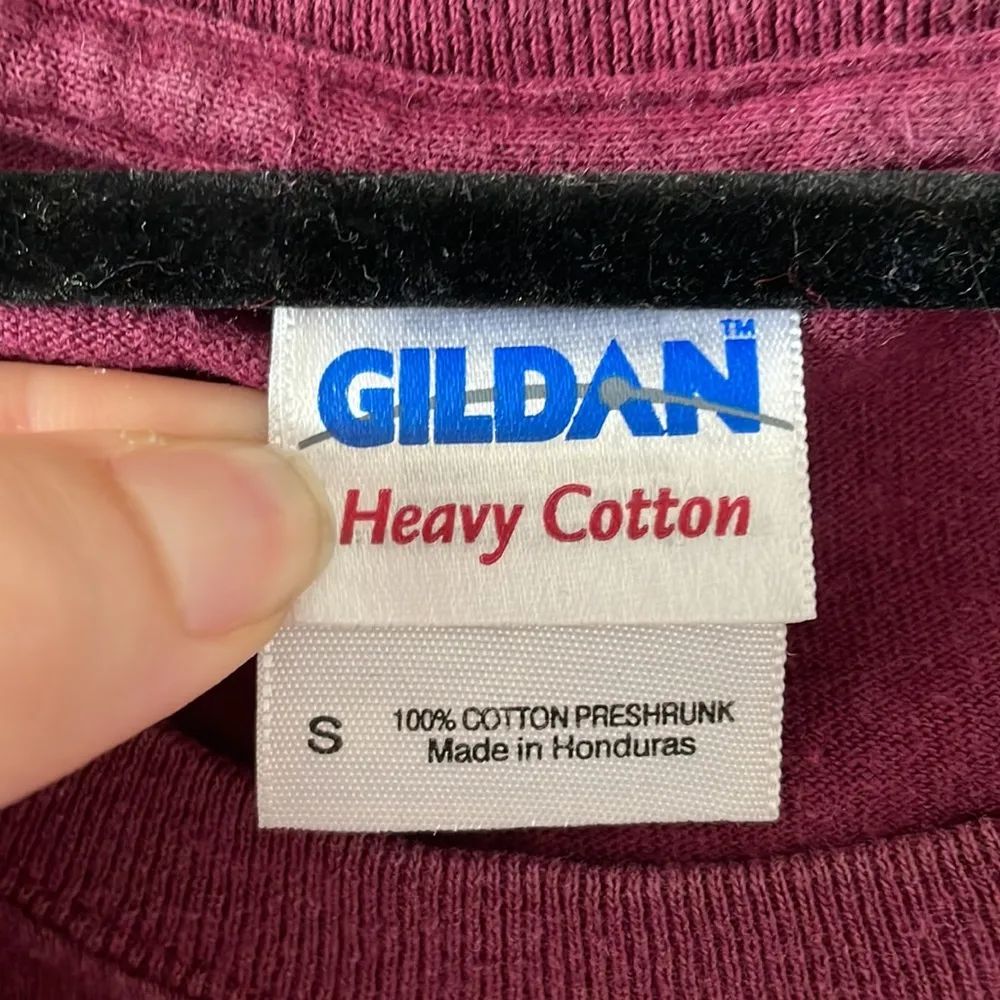 GILDAN™
Heavy Cotton
S
100% COTTON PRESHRUNK
Made in Honduras